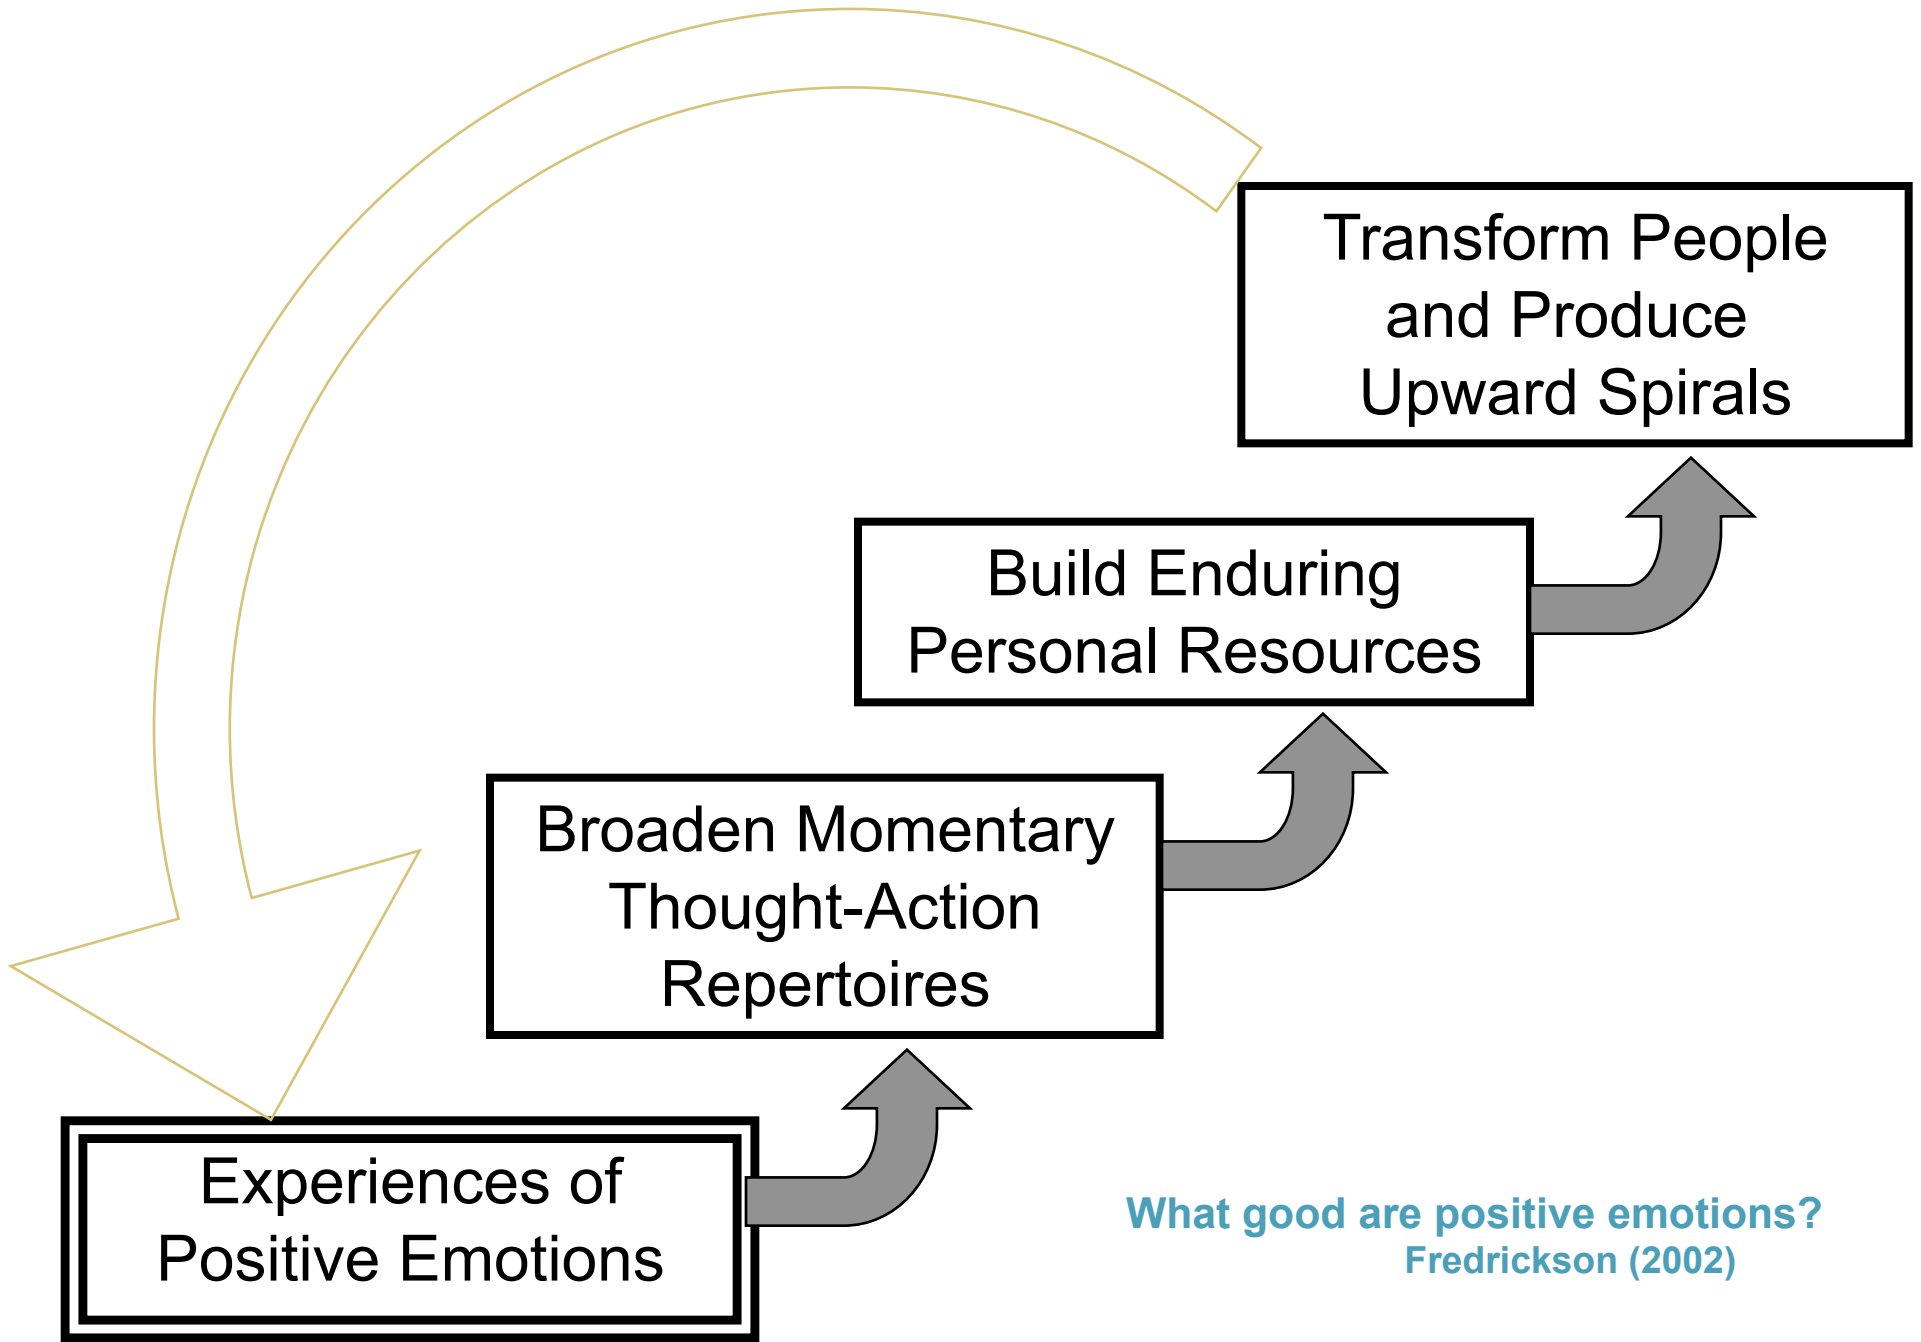 Transform People
and Produce
Upward Spirals
Build Enduring
Personal Resources
Broaden Momentary
Thought-Action
Repertoires
Experiences of
Positive Emotions
What good are positive emotions?
Fredrickson (2002)